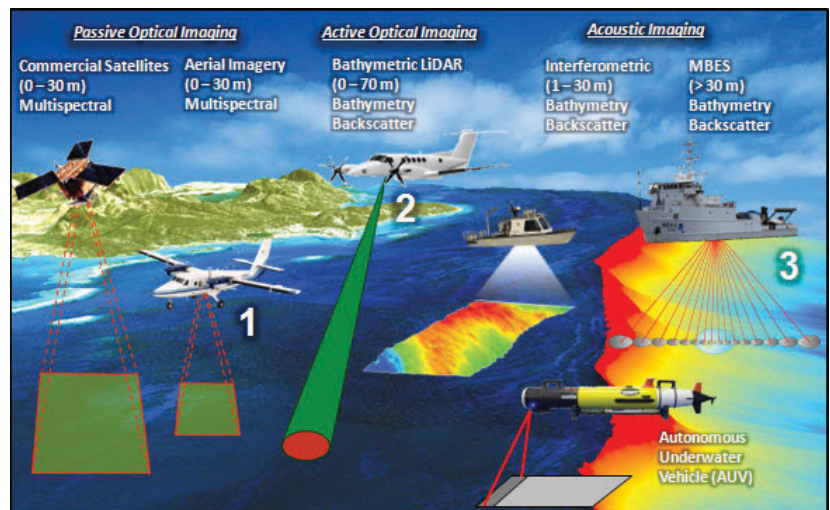 Passive Optical Imaging
Commercial Satellites
(0 – 30 m)
Multispectral
Aerial Imagery
(0 – 30 m)
Multispectral
Active Optical Imaging
Bathymetric LiDAR
(0 – 70 m)
Bathymetry
Backscatter
Acoustic Imaging
Interferometric
(1 – 30 m)
Bathymetry
Backscatter
MBES
(> 30 m)
Bathymetry
Backscatter
1
2
3
Autonomous
Underwater
Vehicle (AUV)